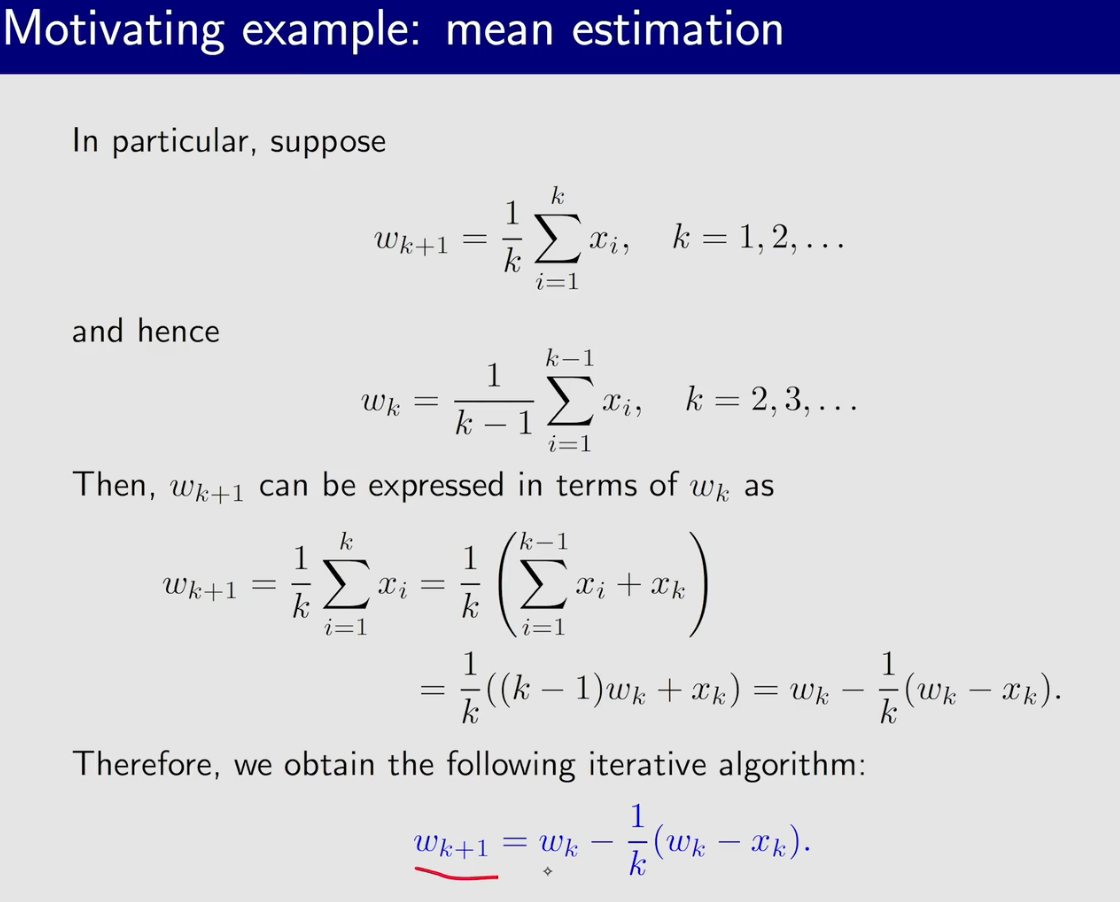 Motivating example: mean estimation
In particular, suppose
w_{k+1} = \frac{1}{k} \sum_{i=1}^{k} x_i, k = 1, 2, . . .
and hence
w_k = \frac{1}{k-1} \sum_{i=1}^{k-1} x_i, k = 2, 3, . . .
Then, w_{k+1} can be expressed in terms of w_k as
w_{k+1} = \frac{1}{k} \sum_{i=1}^{k} x_i = \frac{1}{k} \left( \sum_{i=1}^{k-1} x_i + x_k \right)
= \frac{1}{k}((k − 1)w_k + x_k) = w_k − \frac{1}{k}(w_k − x_k).
Therefore, we obtain the following iterative algorithm:
w_{k+1} = w_k − \frac{1}{k}(w_k − x_k).